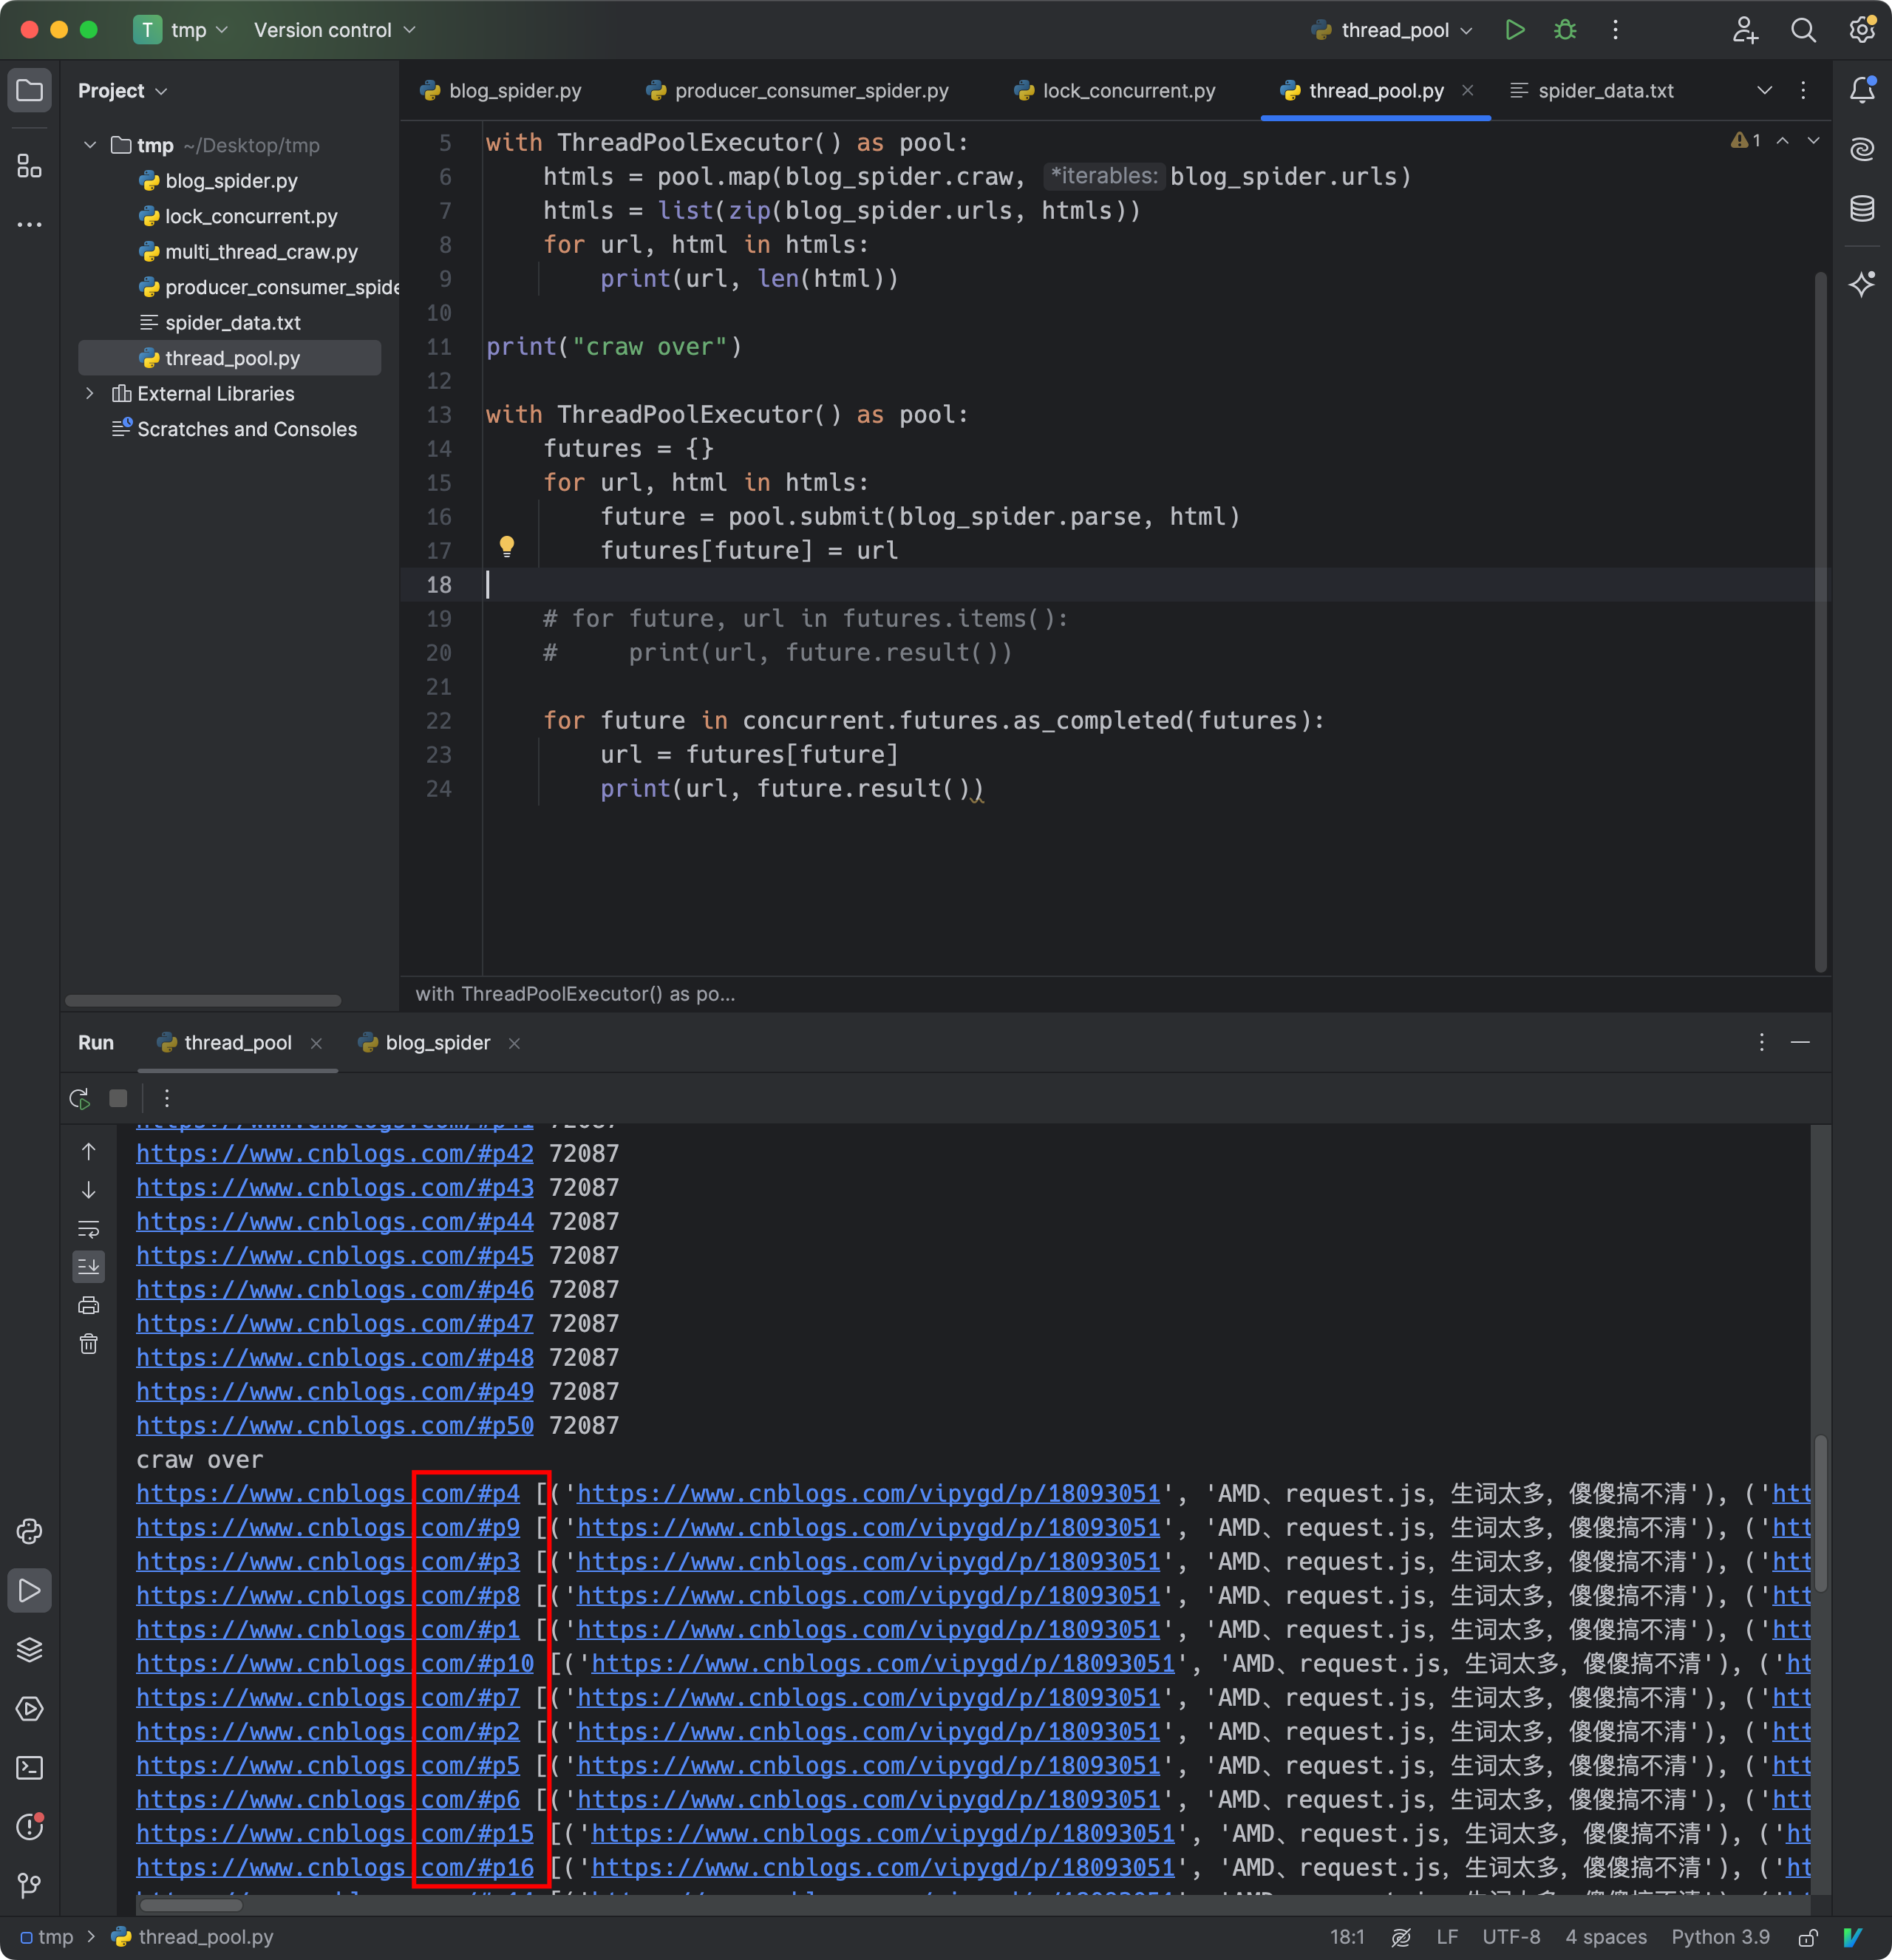 T tmp Version control thread_pool
Project
blog_spider.py producer_consumer_spider.py lock_concurrent.py thread_pool.py spider_data.txt
tmp ~/Desktop/tmp
blog_spider.py
lock_concurrent.py
multi_thread_craw.py
producer_consumer_spide
spider_data.txt
thread_pool.py
External Libraries
Scratches and Consoles
1
5 with ThreadPoolExecutor() as pool:
6 htmls = pool.map(blog_spider.craw, *iterables: blog_spider.urls)
7 htmls = list(zip(blog_spider.urls, htmls))
8 for url, html in htmls:
9 print(url, len(html))
10
11 print("craw over")
12
13 with ThreadPoolExecutor() as pool:
14 futures = {}
15 for url, html in htmls:
16 future = pool.submit(blog_spider.parse, html)
17 futures[future] = url
18
19 # for future, url in futures.items():
20 #     print(url, future.result())
21
22 for future in concurrent.futures.as_completed(futures):
23 url = futures[future]
24 print(url, future.result())
with ThreadPoolExecutor() as po...
Run thread_pool blog_spider
https://www.cnblogs.com/#p41 72087
https://www.cnblogs.com/#p42 72087
https://www.cnblogs.com/#p43 72087
https://www.cnblogs.com/#p44 72087
https://www.cnblogs.com/#p45 72087
https://www.cnblogs.com/#p46 72087
https://www.cnblogs.com/#p47 72087
https://www.cnblogs.com/#p48 72087
https://www.cnblogs.com/#p49 72087
https://www.cnblogs.com/#p50 72087
craw over
https://www.cnblogs.com/#p4 [('https://www.cnblogs.com/vipygd/p/18093051', 'AMD、request.js，生词太多，傻傻搞不清'), ('htt
https://www.cnblogs.com/#p9 [('https://www.cnblogs.com/vipygd/p/18093051', 'AMD、request.js，生词太多，傻傻搞不清'), ('htt
https://www.cnblogs.com/#p3 [('https://www.cnblogs.com/vipygd/p/18093051', 'AMD、request.js，生词太多，傻傻搞不清'), ('htt
https://www.cnblogs.com/#p8 [('https://www.cnblogs.com/vipygd/p/18093051', 'AMD、request.js，生词太多，傻傻搞不清'), ('htt
https://www.cnblogs.com/#p1 [('https://www.cnblogs.com/vipygd/p/18093051', 'AMD、request.js，生词太多，傻傻搞不清'), ('htt
https://www.cnblogs.com/#p10 [('https://www.cnblogs.com/vipygd/p/18093051', 'AMD、request.js，生词太多，傻傻搞不清'), ('ht
https://www.cnblogs.com/#p7 [('https://www.cnblogs.com/vipygd/p/18093051', 'AMD、request.js，生词太多，傻傻搞不清'), ('htt
https://www.cnblogs.com/#p2 [('https://www.cnblogs.com/vipygd/p/18093051', 'AMD、request.js，生词太多，傻傻搞不清'), ('htt
https://www.cnblogs.com/#p5 [('https://www.cnblogs.com/vipygd/p/18093051', 'AMD、request.js，生词太多，傻傻搞不清'), ('htt
https://www.cnblogs.com/#p6 [('https://www.cnblogs.com/vipygd/p/18093051', 'AMD、request.js，生词太多，傻傻搞不清'), ('htt
https://www.cnblogs.com/#p15 [('https://www.cnblogs.com/vipygd/p/18093051', 'AMD、request.js，生词太多，傻傻搞不清'), ('ht
https://www.cnblogs.com/#p16 [('https://www.cnblogs.com/vipygd/p/18093051', 'AMD、request.js，生词太多，傻傻搞不清'), ('ht
tmp thread_pool.py 18:1 LF UTF-8 4 spaces Python 3.9